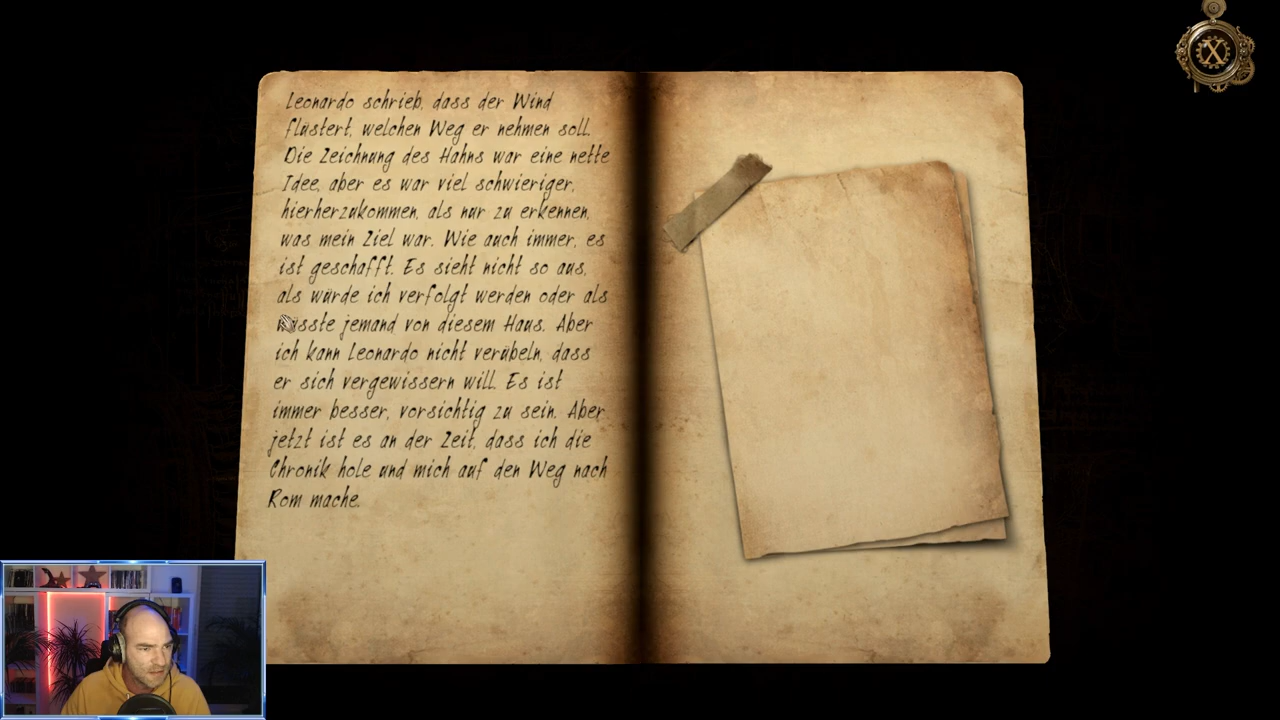 Leonardo schrieb, dass der Wind
flüstert, welchen Weg er nehmen soll.
Die Zeichnung des Hahns war eine nette
Idee, aber es war viel schwieriger,
hierherzukommen, als nur zu erkennen,
was mein Ziel war. Wie auch immer, es
ist geschafft. Es sieht nicht so aus,
als würde ich verfolgt werden oder als
wüsste jemand von diesem Haus. Aber
ich kann Leonardo nicht verübeln, dass
er sich vergewissern will. Es ist
immer besser, vorsichtig zu sein. Aber
jetzt ist es an der Zeit, dass ich die
Chronik hole und mich auf den Weg nach
Rom mache.
X